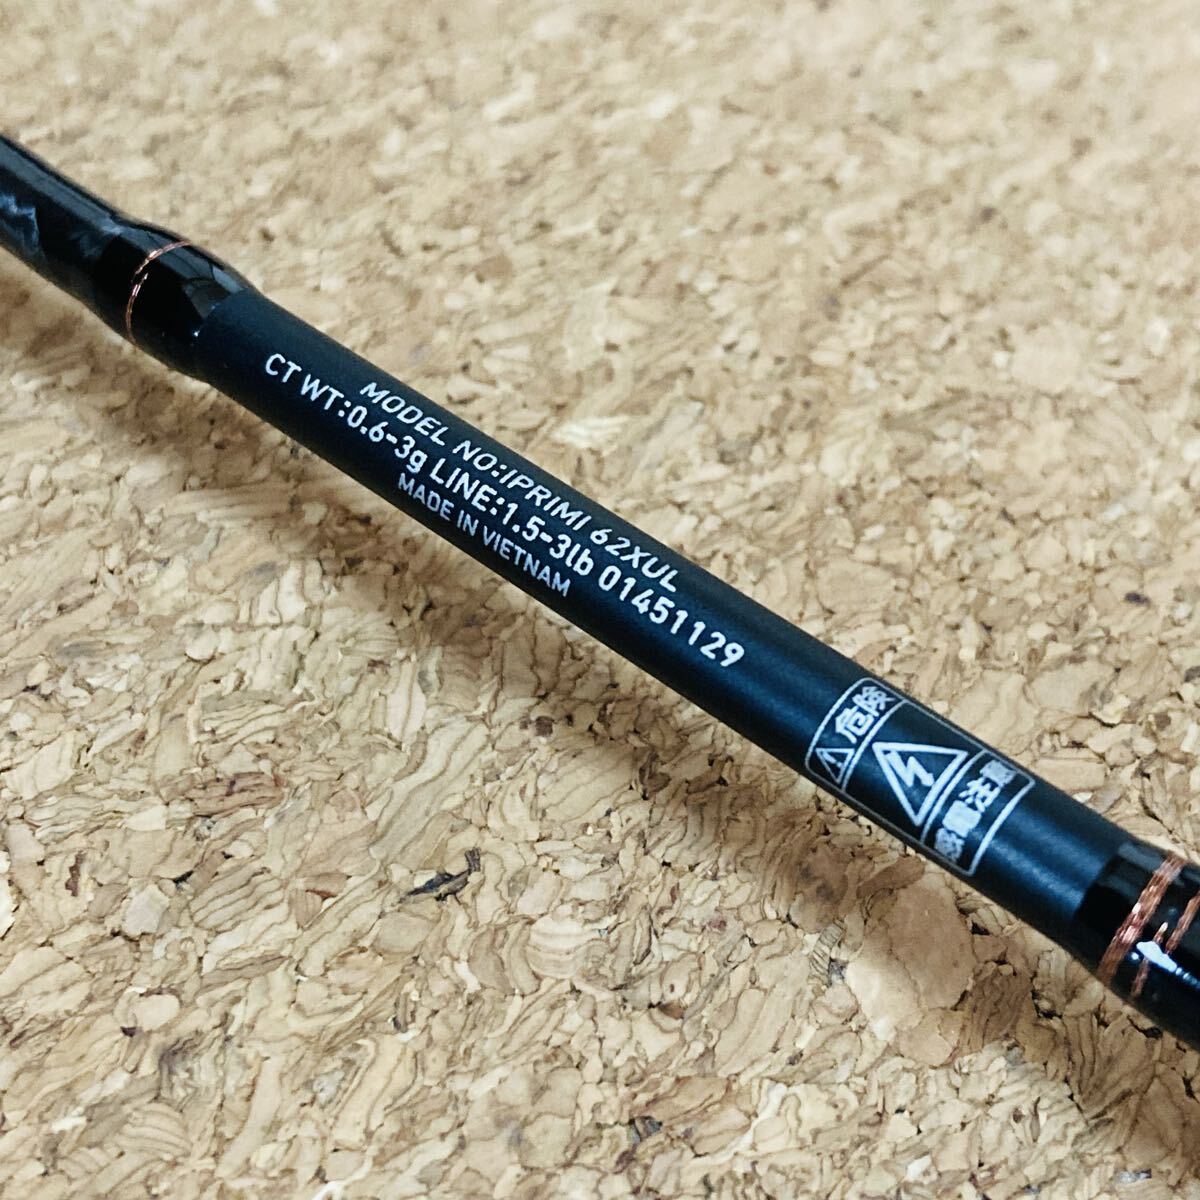 MODEL NO:IPRIMI 62XUL
CT WT:0.6-3g LINE:1.5-3lb 01451129
MADE IN VIETNAM
危険
感電注意